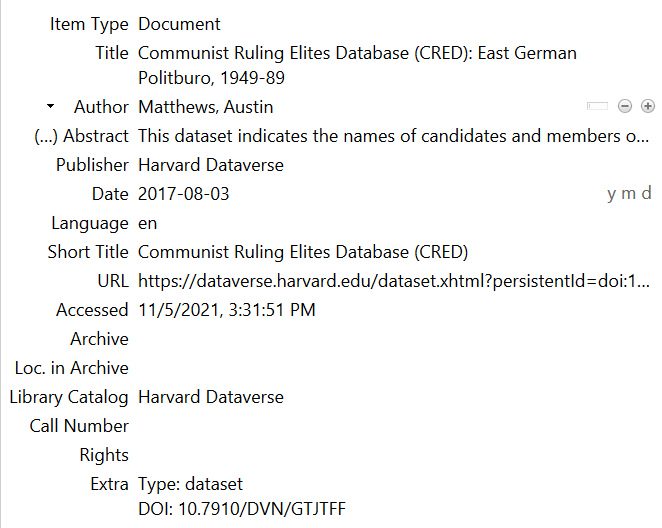 Item Type Document
Title Communist Ruling Elites Database (CRED): East German
Politburo, 1949-89
Author Matthews, Austin
(...) Abstract This dataset indicates the names of candidates and members o...
Publisher Harvard Dataverse
Date 2017-08-03 y m d
Language en
Short Title Communist Ruling Elites Database (CRED)
URL https://dataverse.harvard.edu/dataset.xhtml?persistentId=doi:1...
Accessed 11/5/2021, 3:31:51 PM
Archive
Loc. in Archive
Library Catalog Harvard Dataverse
Call Number
Rights
Extra Type: dataset
DOI: 10.7910/DVN/GTJTFF